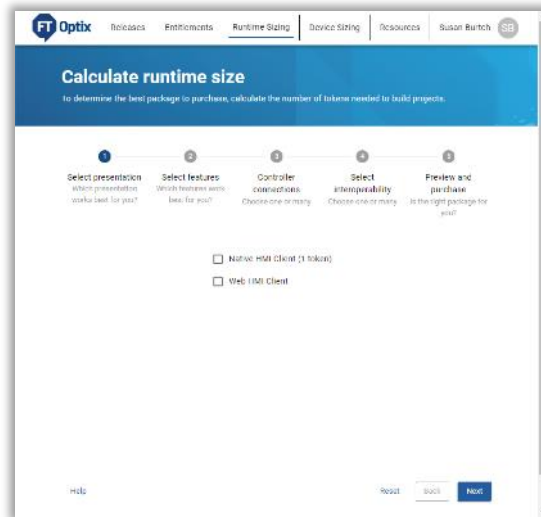 FT Optix Releases Entitlements Runtime Sizing Device Sizing Resources Susan Burtch SB
Calculate runtime size
To determine the best package to purchase, calculate the number of tokens needed to build projects.
1 2 3 4 5
Select presentation Select features Controller Select Preview and
Which presentation Which features work connections interoperability purchase
works best for you? best for you? Choose one or many Choose one or many Is the right package for
you?
Native HMI Client (1 token)
Web HMI Client
Help Reset Back Next